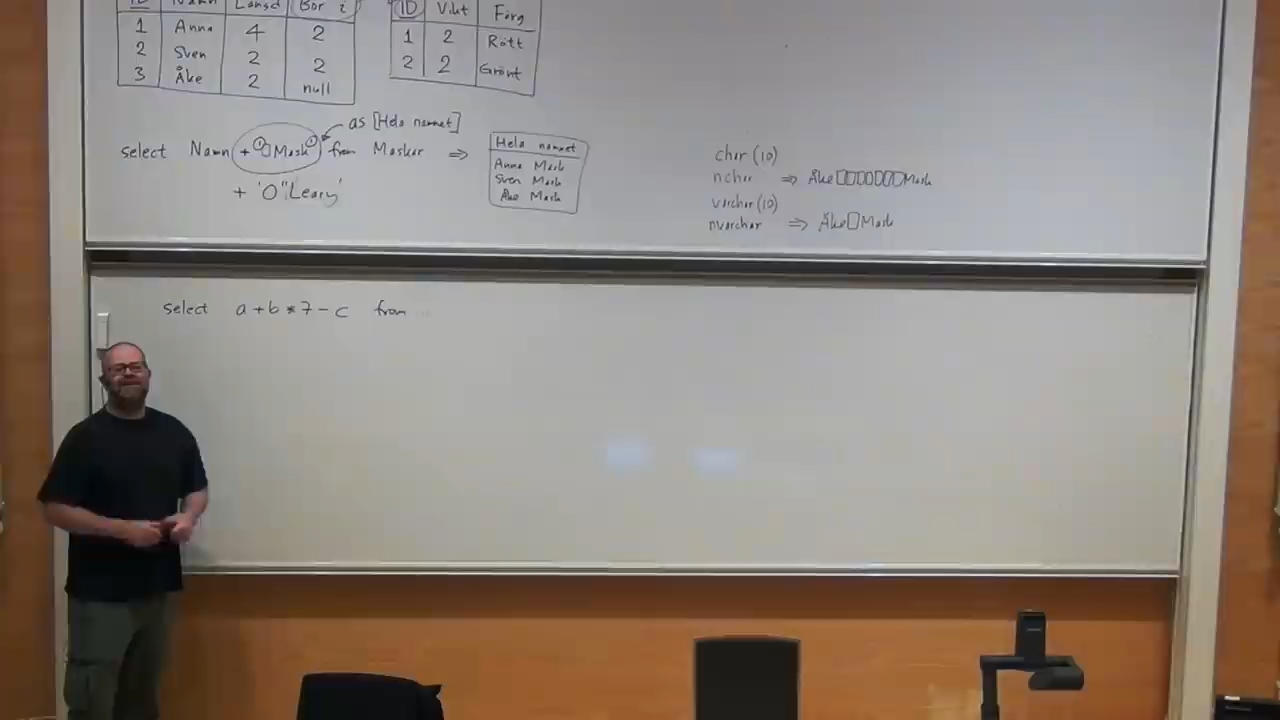 ID Namn Längd Bor i
1 Anna 4 2
2 Sven 2 2
3 Åke 2 null
ID Vikt Färg
1 2 Rött
2 2 Grönt
as [Hela namnet]
select Namn + '▯Mask' from Maskar ⇒
+ 'O''Leary'
Hela namnet
Anna Mask
Sven Mask
Åke Mask
char (10)
nchar ⇒ Åke▯▯▯▯▯▯▯Mask
varchar (10)
nvarchar ⇒ Åke▯Mask
select a + b * 7 - c from ...